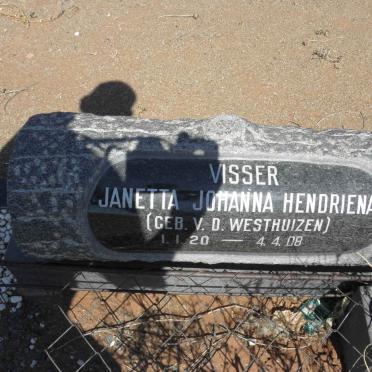 VISSER
JANETTA JOHANNA HENDRIENA
(GEB. V. D. WESTHUIZEN)
1.1.20 — 4.4.08